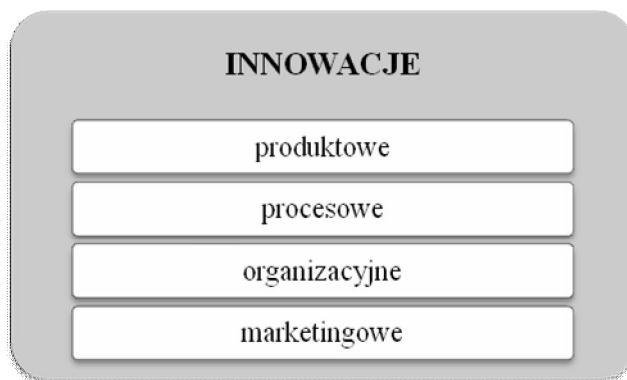 INNOWACJE
produktowe
procesowe
organizacyjne
marketingowe